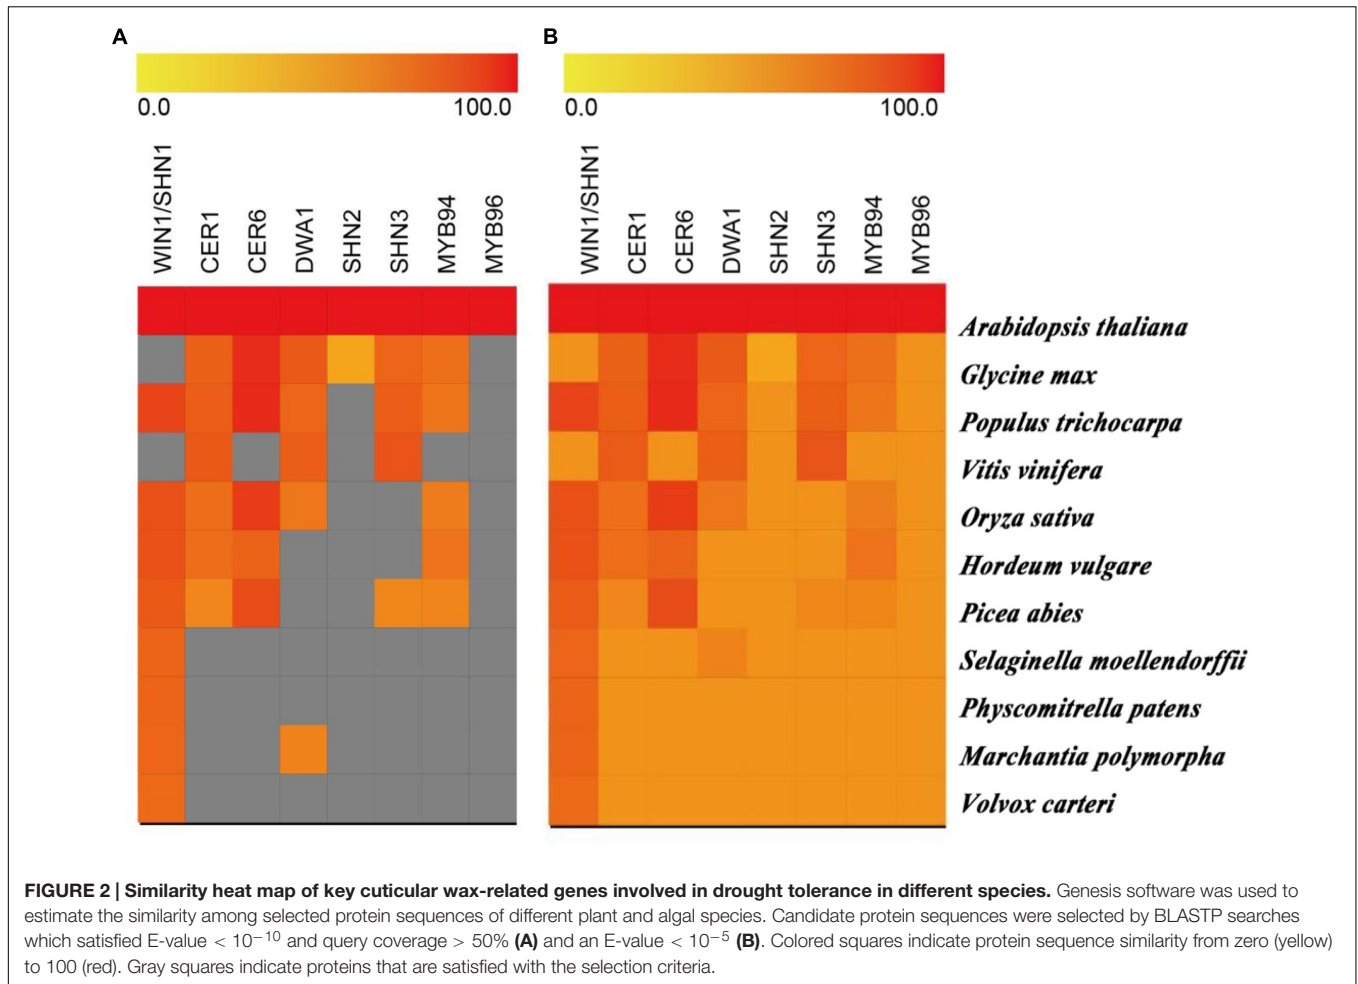 A
B
0.0 100.0
0.0 100.0
WIN1/SHN1
CER1
CER6
DWA1
SHN2
SHN3
MYB94
MYB96
WIN1/SHN1
CER1
CER6
DWA1
SHN2
SHN3
MYB94
MYB96
Arabidopsis thaliana
Glycine max
Populus trichocarpa
Vitis vinifera
Oryza sativa
Hordeum vulgare
Picea abies
Selaginella moellendorffii
Physcomitrella patens
Marchantia polymorpha
Volvox carteri
FIGURE 2 | Similarity heat map of key cuticular wax-related genes involved in drought tolerance in different species. Genesis software was used to
estimate the similarity among selected protein sequences of different plant and algal species. Candidate protein sequences were selected by BLASTP searches
which satisfied E-value < 10⁻¹⁰ and query coverage > 50% (A) and an E-value < 10⁻⁵ (B). Colored squares indicate protein sequence similarity from zero (yellow)
to 100 (red). Gray squares indicate proteins that are satisfied with the selection criteria.